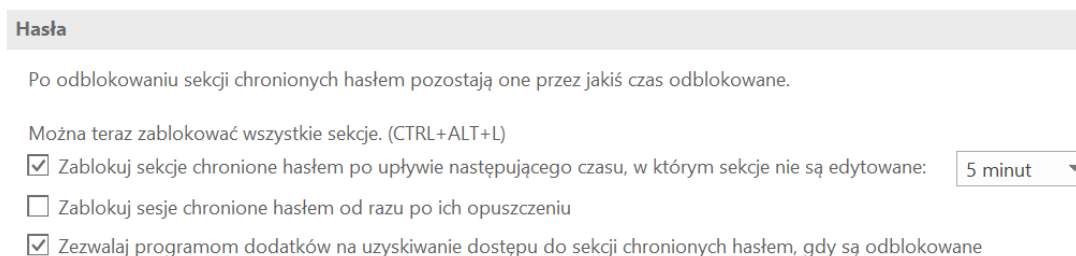 Hasła
Po odblokowaniu sekcji chronionych hasłem pozostają one przez jakiś czas odblokowane.
Można teraz zablokować wszystkie sekcje. (CTRL+ALT+L)
Zablokuj sekcje chronione hasłem po upływie następującego czasu, w którym sekcje nie są edytowane: 5 minut
Zablokuj sesje chronione hasłem od razu po ich opuszczeniu
Zezwalaj programom dodatków na uzyskiwanie dostępu do sekcji chronionych hasłem, gdy są odblokowane